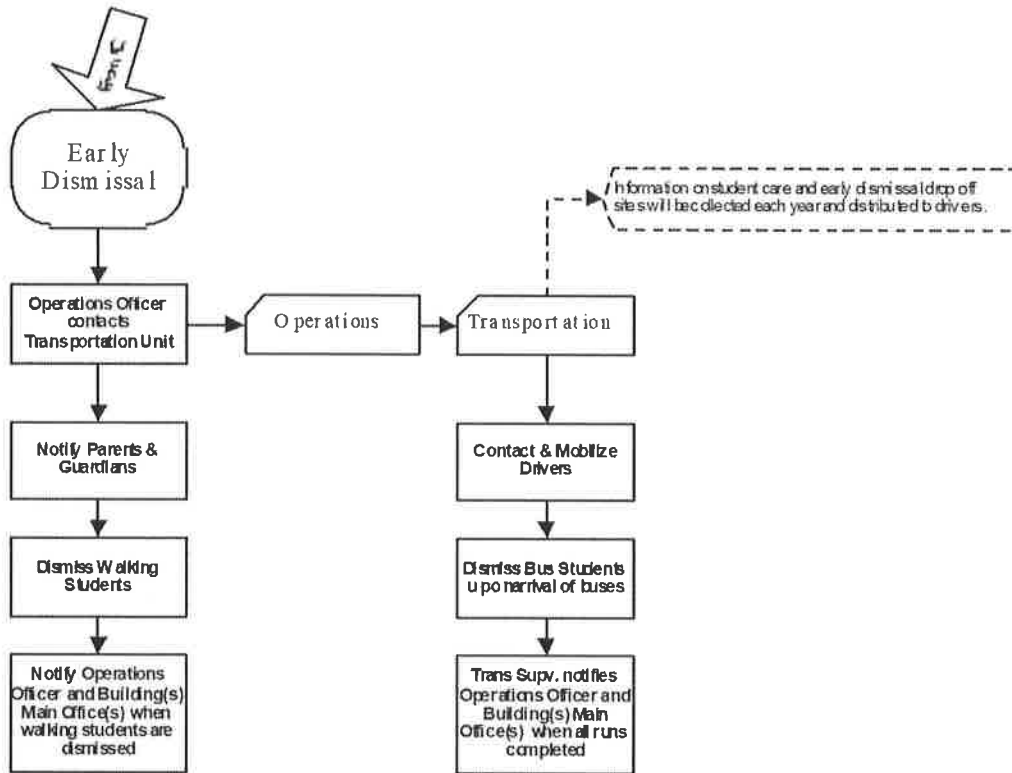 Early
Dismissal
Information on student care and early dismissal drop off
sites will be collected each year and distributed to drivers.
Operations Officer
contacts
Transportation Unit
Operations
Transportation
Notify Parents &
Guardians
Contact & Mobilize
Drivers
Dismiss Walking
Students
Dismiss Bus Students
upon arrival of buses
Notify Operations
Officer and Building(s)
Main Office(s) when
walking students are
dismissed
Trans Supv. notifies
Operations Officer and
Building(s) Main
Office(s) when all runs
completed